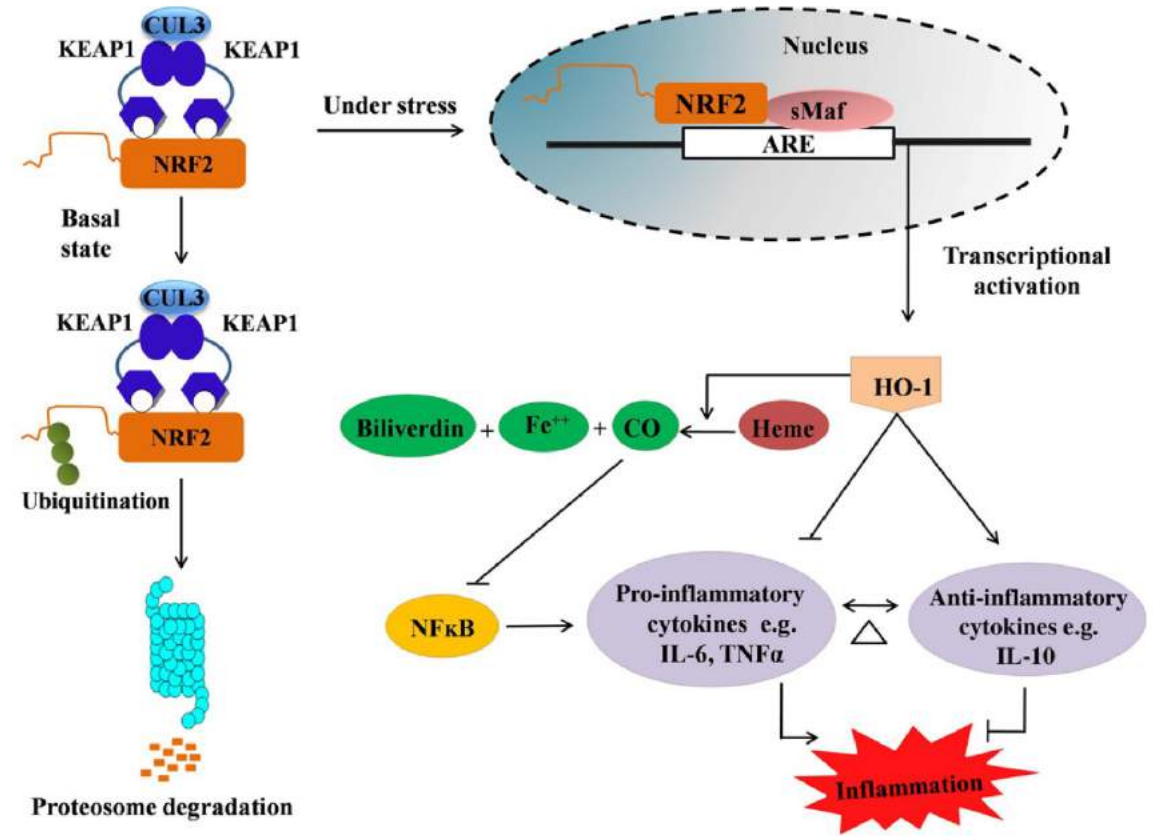 CUL3
KEAP1 KEAP1
NRF2
Under stress
Nucleus
NRF2
sMaf
ARE
Basal
state
CUL3
KEAP1 KEAP1
NRF2
Ubiquitination
Proteosome degradation
Transcriptional
activation
HO-1
Biliverdin + Fe⁺⁺ + CO
Heme
NFκB
Pro-inflammatory
cytokines e.g.
IL-6, TNFα
Anti-inflammatory
cytokines e.g.
IL-10
Inflammation